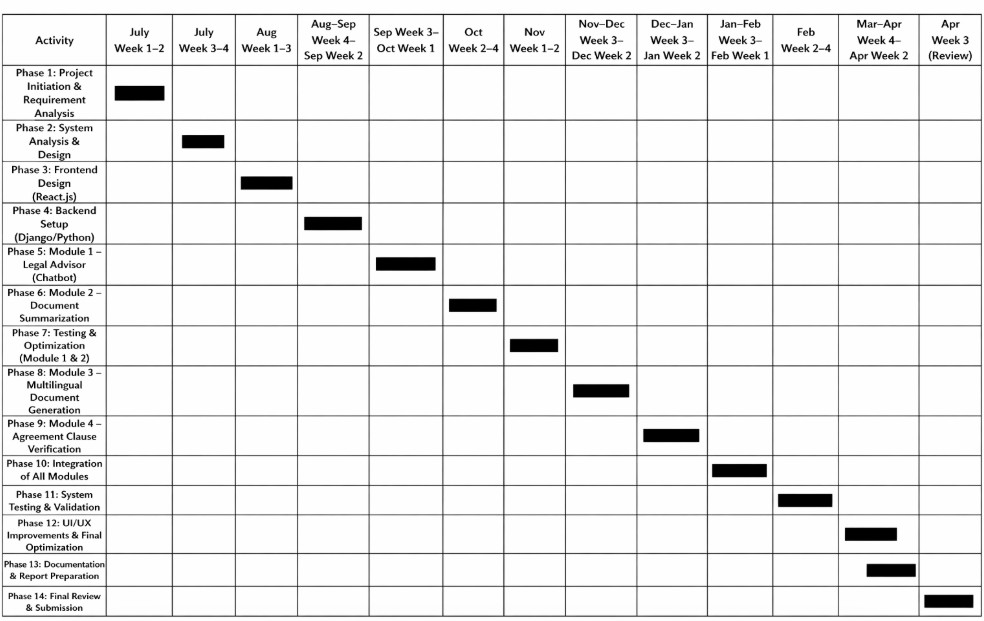 Activity
July
Week 1–2
July
Week 3–4
Aug
Week 1–3
Aug–Sep
Week 4–
Sep Week 2
Sep Week 3–
Oct Week 1
Oct
Week 2–4
Nov
Week 1–2
Nov–Dec
Week 3–
Dec Week 2
Dec–Jan
Week 3–
Jan Week 2
Jan–Feb
Week 3–
Feb Week 1
Feb
Week 2–4
Mar–Apr
Week 4–
Apr Week 2
Apr
Week 3
(Review)
Phase 1: Project
Initiation &
Requirement
Analysis
Phase 2: System
Analysis &
Design
Phase 3: Frontend
Design
(React.js)
Phase 4: Backend
Setup
(Django/Python)
Phase 5: Module 1 –
Legal Advisor
(Chatbot)
Phase 6: Module 2 –
Document
Summarization
Phase 7: Testing &
Optimization
(Module 1 & 2)
Phase 8: Module 3 –
Multilingual
Document
Generation
Phase 9: Module 4 –
Agreement Clause
Verification
Phase 10: Integration
of All Modules
Phase 11: System
Testing & Validation
Phase 12: UI/UX
Improvements & Final
Optimization
Phase 13: Documentation
& Report Preparation
Phase 14: Final Review
& Submission